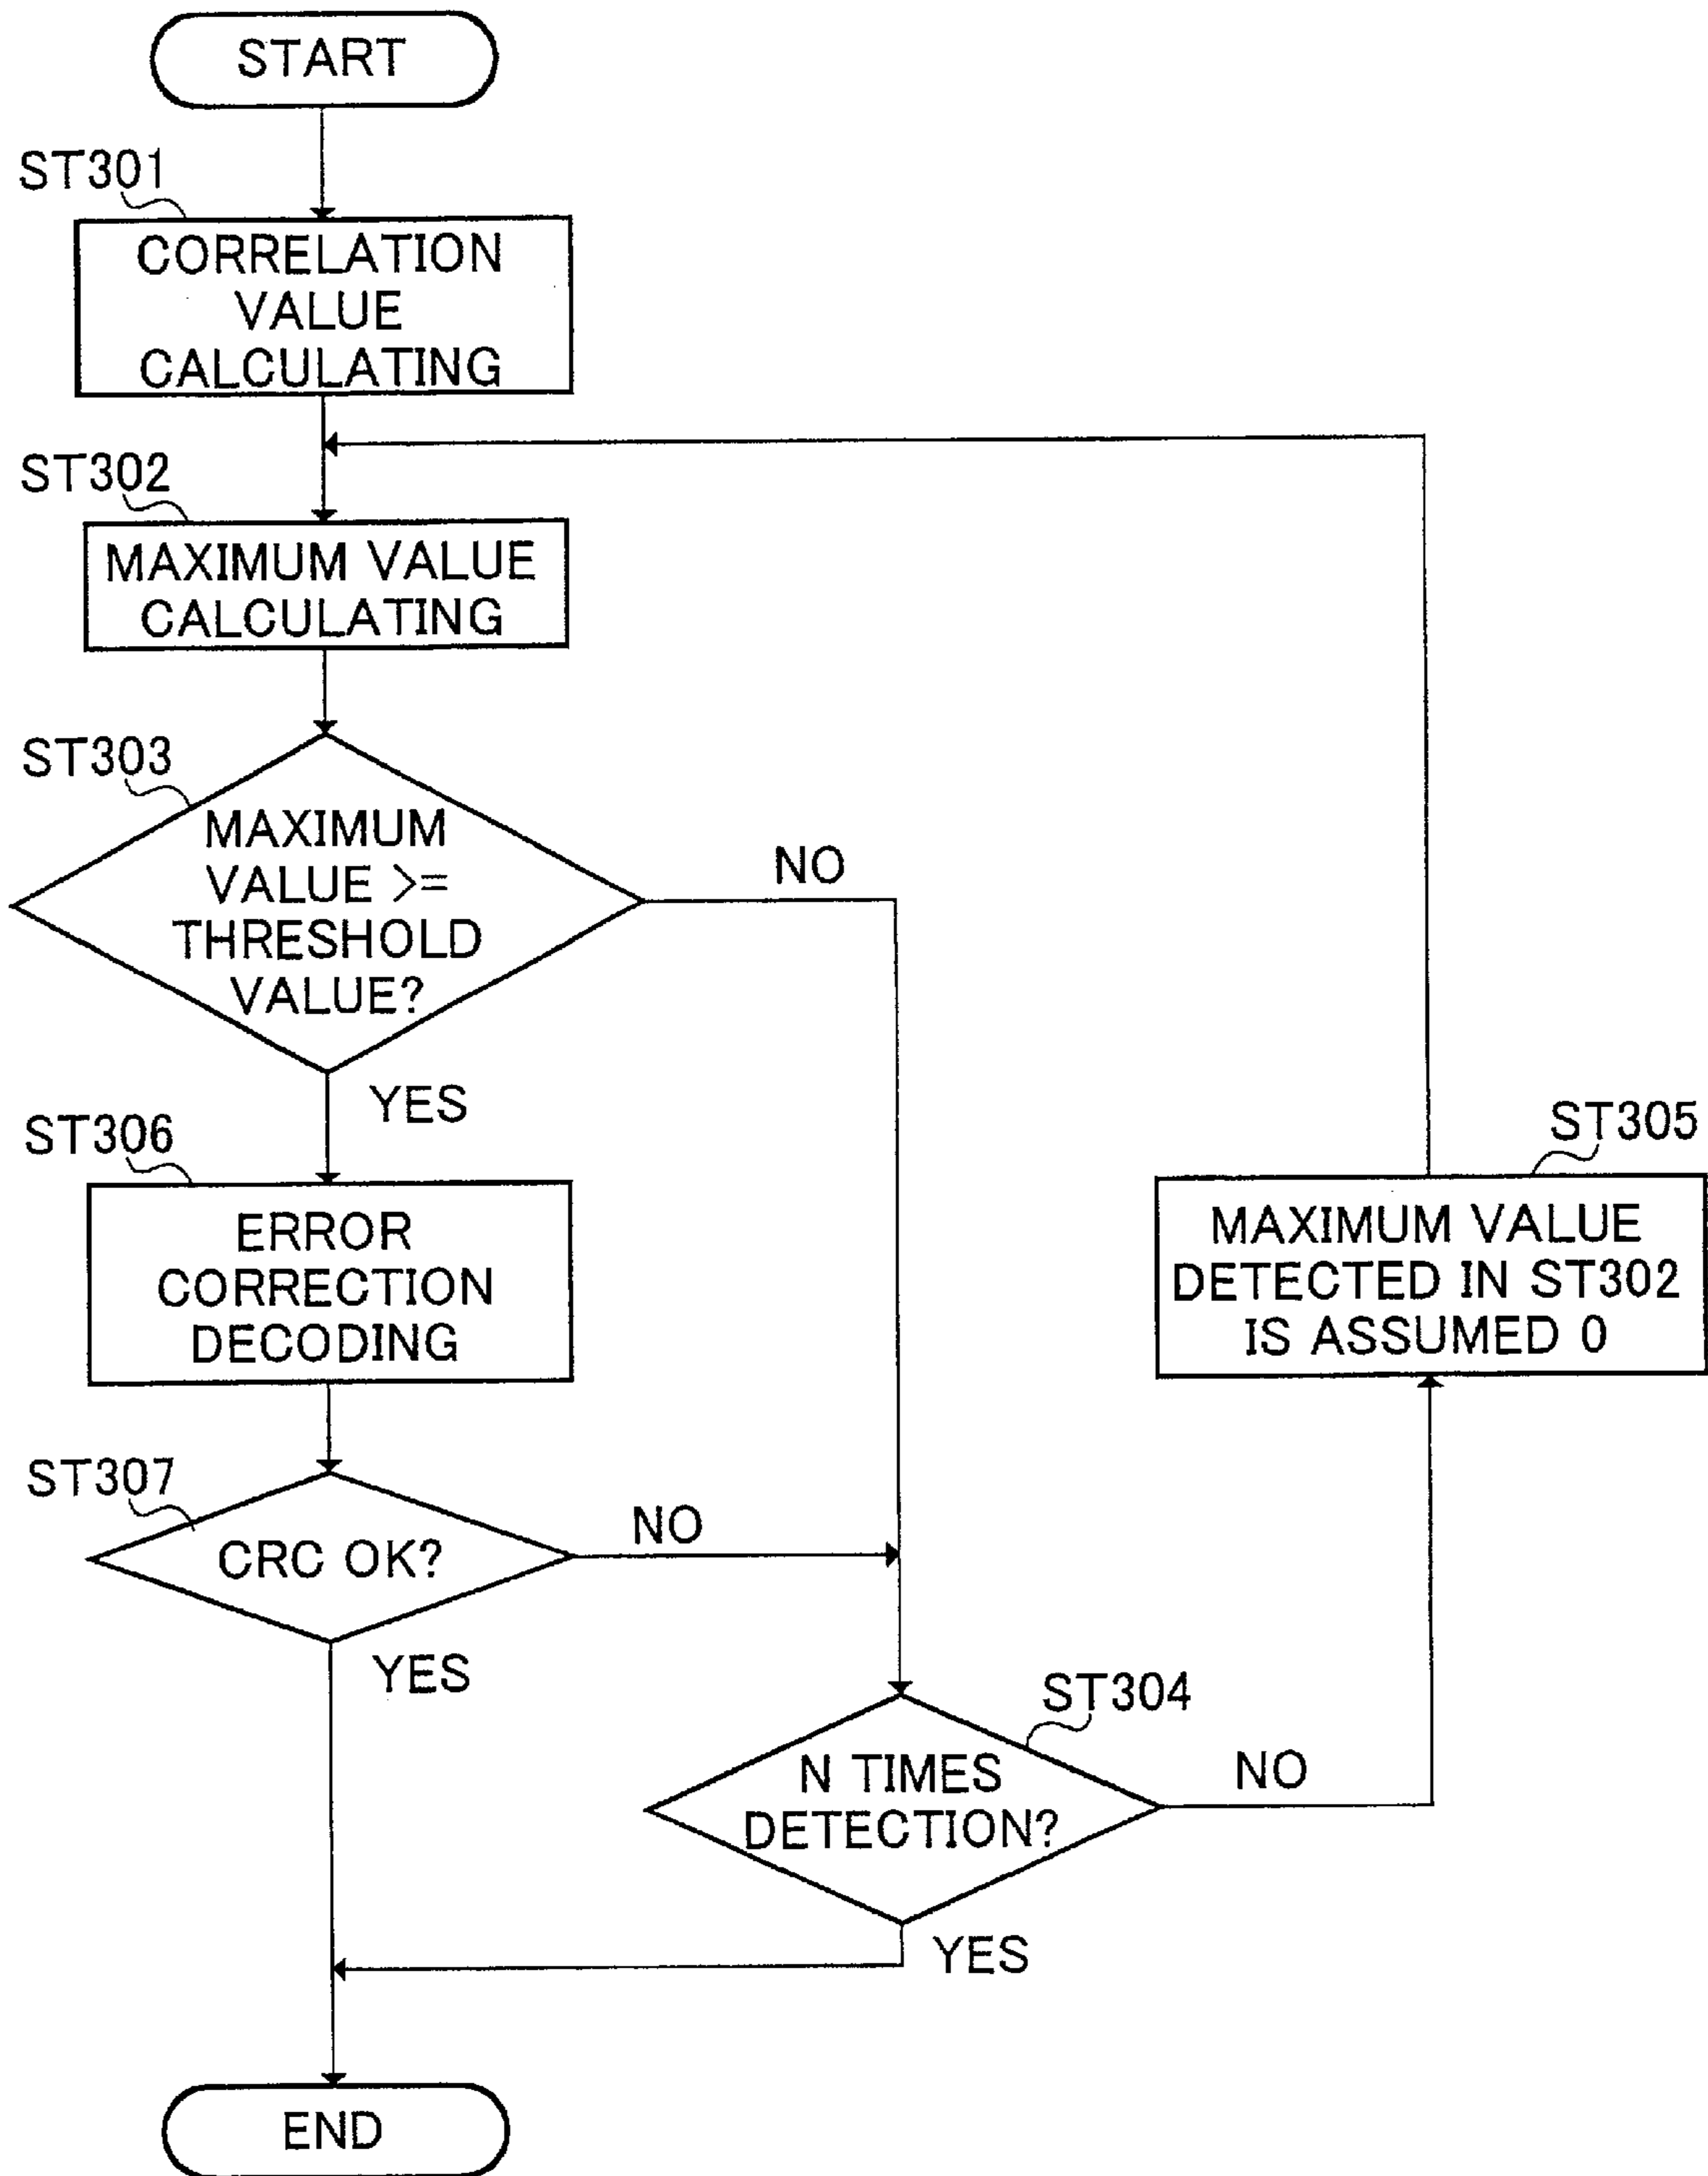 START
ST301
CORRELATION
VALUE
CALCULATING
ST302
MAXIMUM VALUE
CALCULATING
ST303
MAXIMUM
VALUE >=
THRESHOLD
VALUE?
NO
YES
ST306
ERROR
CORRECTION
DECODING
ST305
MAXIMUM VALUE
DETECTED IN ST302
IS ASSUMED 0
ST307
CRC OK?
NO
YES
ST304
N TIMES
DETECTION?
NO
YES
END